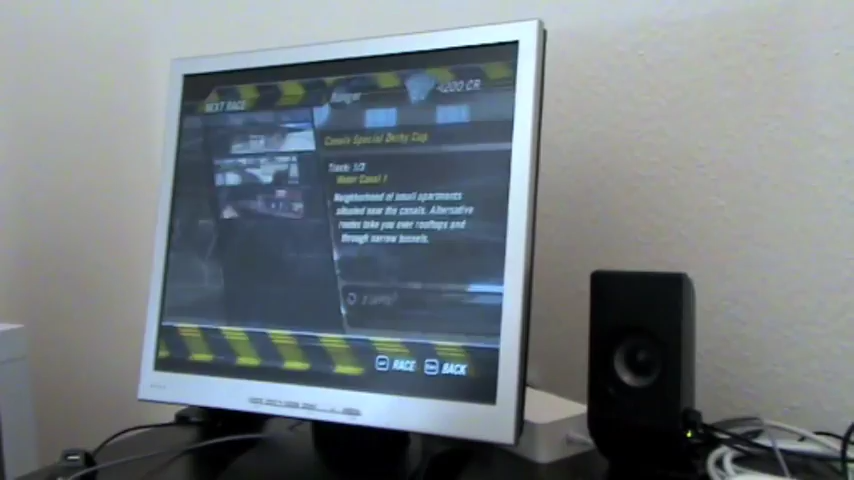 NEXT RACE
Ranger
4200 CR
Canals Special Derby Cup
Track: 1/3
Water Canal 1
Neighborhood of small apartments
situated near the canals. Alternative
routes take you over rooftops and
through narrow tunnels.
RACE
BACK